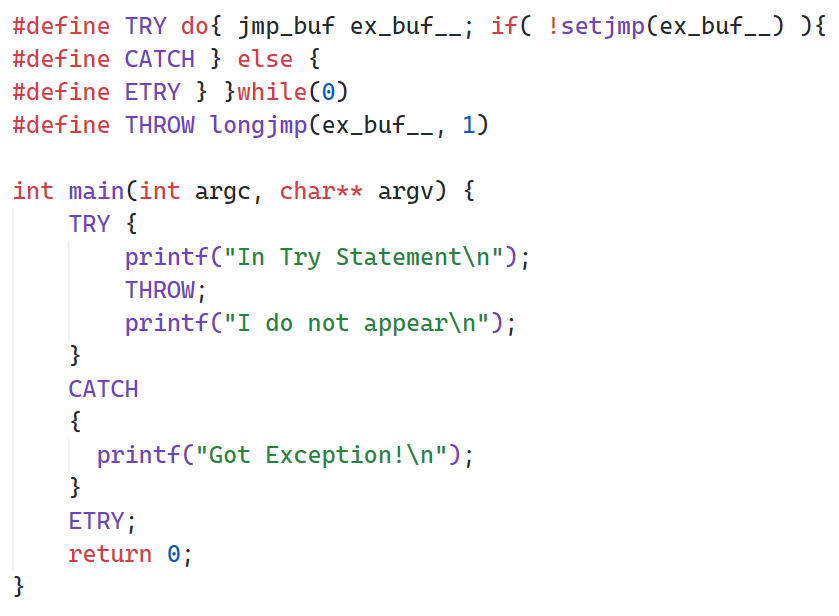 #define TRY do{ jmp_buf ex_buf__; if( !setjmp(ex_buf__) ){
#define CATCH } else {
#define ETRY } }while(0)
#define THROW longjmp(ex_buf__, 1)

int main(int argc, char** argv) {
    TRY {
        printf("In Try Statement\n");
        THROW;
        printf("I do not appear\n");
    }
    CATCH
    {
      printf("Got Exception!\n");
    }
    ETRY;
    return 0;
}